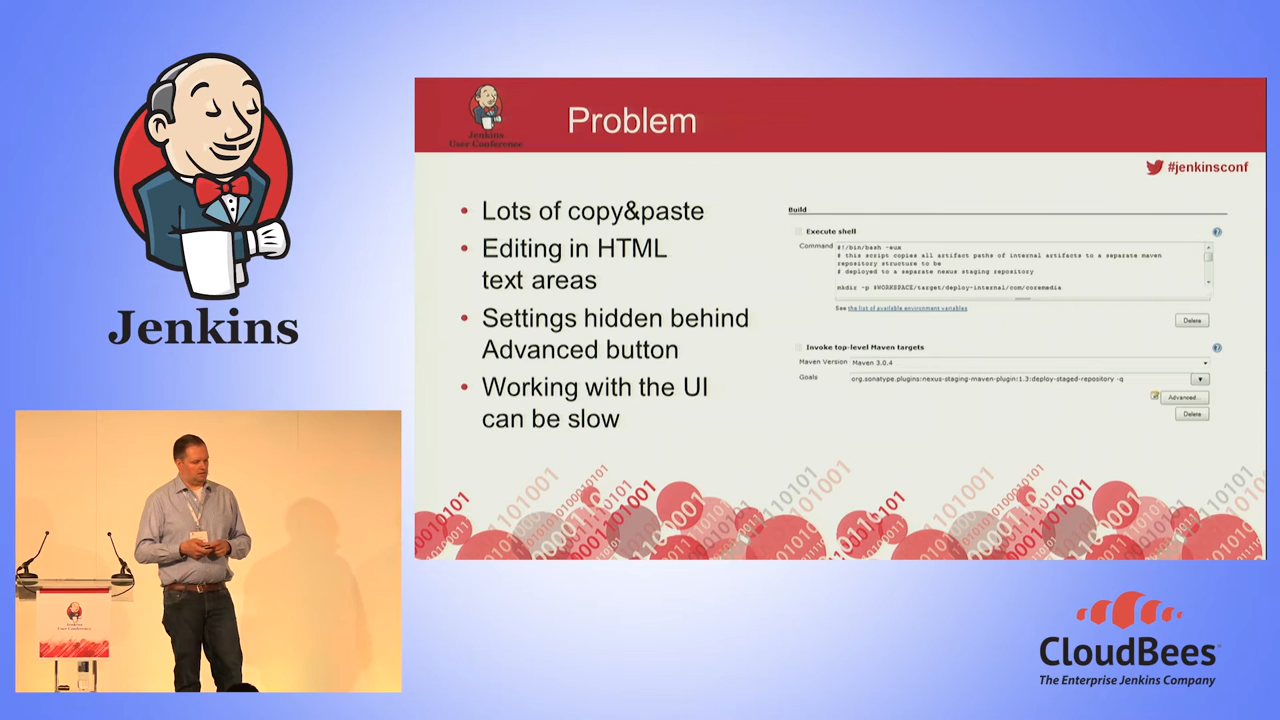 Jenkins
Jenkins
User Conference
Problem
#jenkinsconf
• Lots of copy&paste
• Editing in HTML
text areas
• Settings hidden behind
Advanced button
• Working with the UI
can be slow
Build
Execute shell
Command
#!/bin/bash -eux
# this script copies all artifact paths of internal artifacts to a separate maven
repository structure to be
# deployed to a separate nexus staging repository
mkdir -p $WORKSPACE/target/deploy-internal/com/coremedia
See the list of available environment variables
Delete
Invoke top-level Maven targets
Maven Version Maven 3.0.4
Goals org.sonatype.plugins:nexus-staging-maven-plugin:1.3:deploy-staged-repository -q
Advanced...
Delete
CloudBees
The Enterprise Jenkins Company